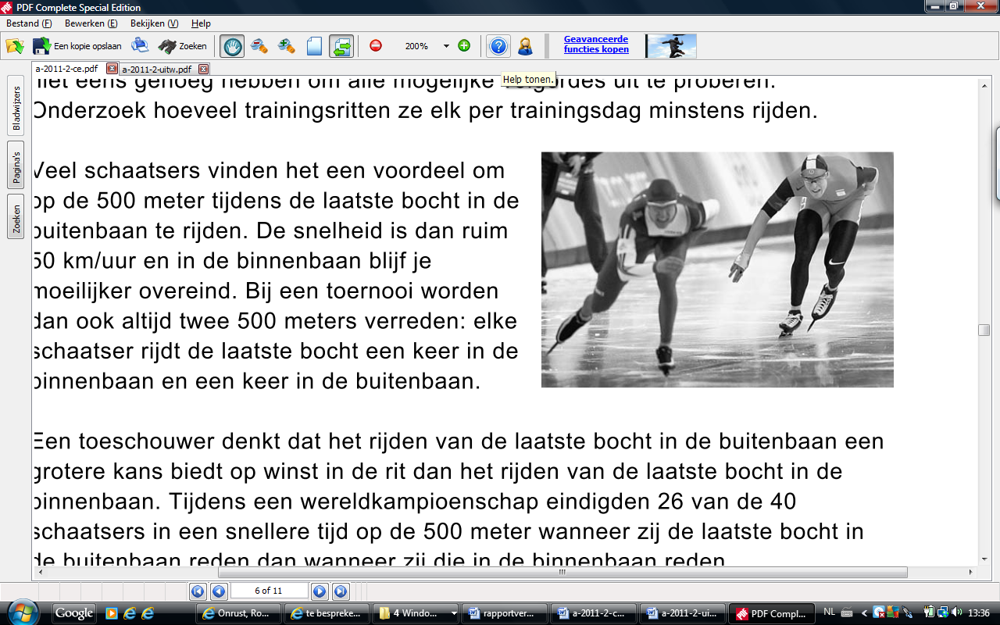 PDF Complete Special Edition
Bestand (F) Bewerken (E) Bekijken (V) Help
Een kopie opslaan Zoeken 200% Geavanceerde
functies kopen
a-2011-2-ce.pdf a-2011-2-uitw.pdf Help tonen.
Bladwijzers
Pagina's
Zoeken
niet eens genoeg hebben om alle mogelijke
uit te proberen.
Onderzoek hoeveel trainingsritten ze elk per trainingsdag minstens rijden.
Veel schaatsers vinden het een voordeel om
op de 500 meter tijdens de laatste bocht in de
buitenbaan te rijden. De snelheid is dan ruim
50 km/uur en in de binnenbaan blijf je
moeilijker overeind. Bij een toernooi worden
dan ook altijd twee 500 meters verreden: elke
schaatser rijdt de laatste bocht een keer in de
binnenbaan en een keer in de buitenbaan.
Een toeschouwer denkt dat het rijden van de laatste bocht in de buitenbaan een
grotere kans biedt op winst in de rit dan het rijden van de laatste bocht in de
binnenbaan. Tijdens een wereldkampioenschap eindigden 26 van de 40
schaatsers in een snellere tijd op de 500 meter wanneer zij de laatste bocht in
de buitenbaan reden dan wanneer zij die in de binnenbaan reden
6 of 11
Google Onrust, Ro... te bespreke... 4 Windo... rapportver... a-2011-2-c... a-2011-2-ui... PDF Compl... NL 13:36